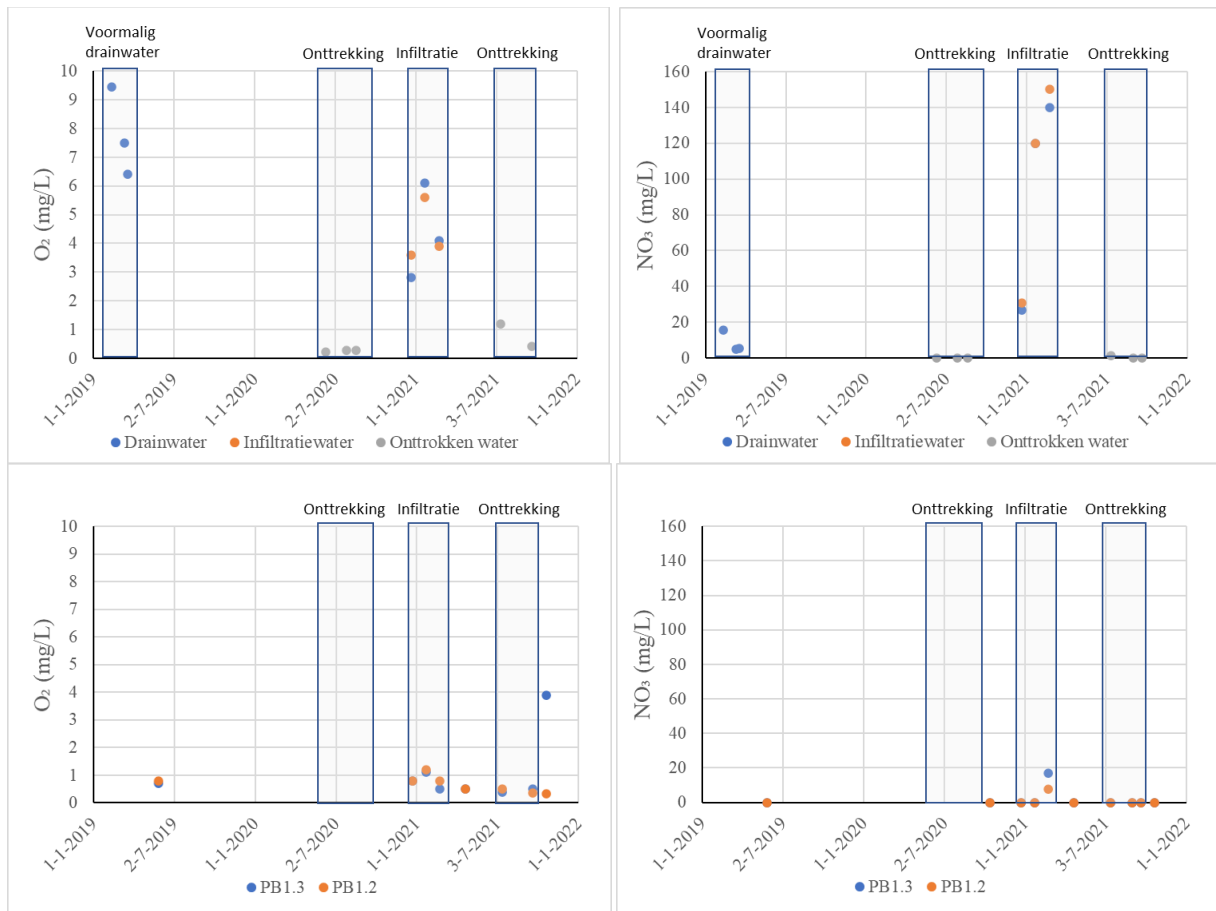 Voormalig
drainwater
Onttrekking
Infiltratie
Onttrekking
10
9
8
7
6
5
4
3
2
1
0
O₂ (mg/L)
1-1-2019
2-7-2019
1-1-2020
2-7-2020
1-1-2021
3-7-2021
1-1-2022
Drainwater
Infiltratiewater
Onttrokken water
Voormalig
drainwater
Onttrekking
Infiltratie
Onttrekking
160
140
120
100
80
60
40
20
0
NO₃ (mg/L)
1-1-2019
2-7-2019
1-1-2020
2-7-2020
1-1-2021
3-7-2021
1-1-2022
Drainwater
Infiltratiewater
Onttrokken water
Onttrekking
Infiltratie
Onttrekking
10
9
8
7
6
5
4
3
2
1
0
O₂ (mg/L)
1-1-2019
2-7-2019
1-1-2020
2-7-2020
1-1-2021
3-7-2021
1-1-2022
PB1.3
PB1.2
Onttrekking
Infiltratie
Onttrekking
160
140
120
100
80
60
40
20
0
NO₃ (mg/L)
1-1-2019
2-7-2019
1-1-2020
2-7-2020
1-1-2021
3-7-2021
1-1-2022
PB1.3
PB1.2